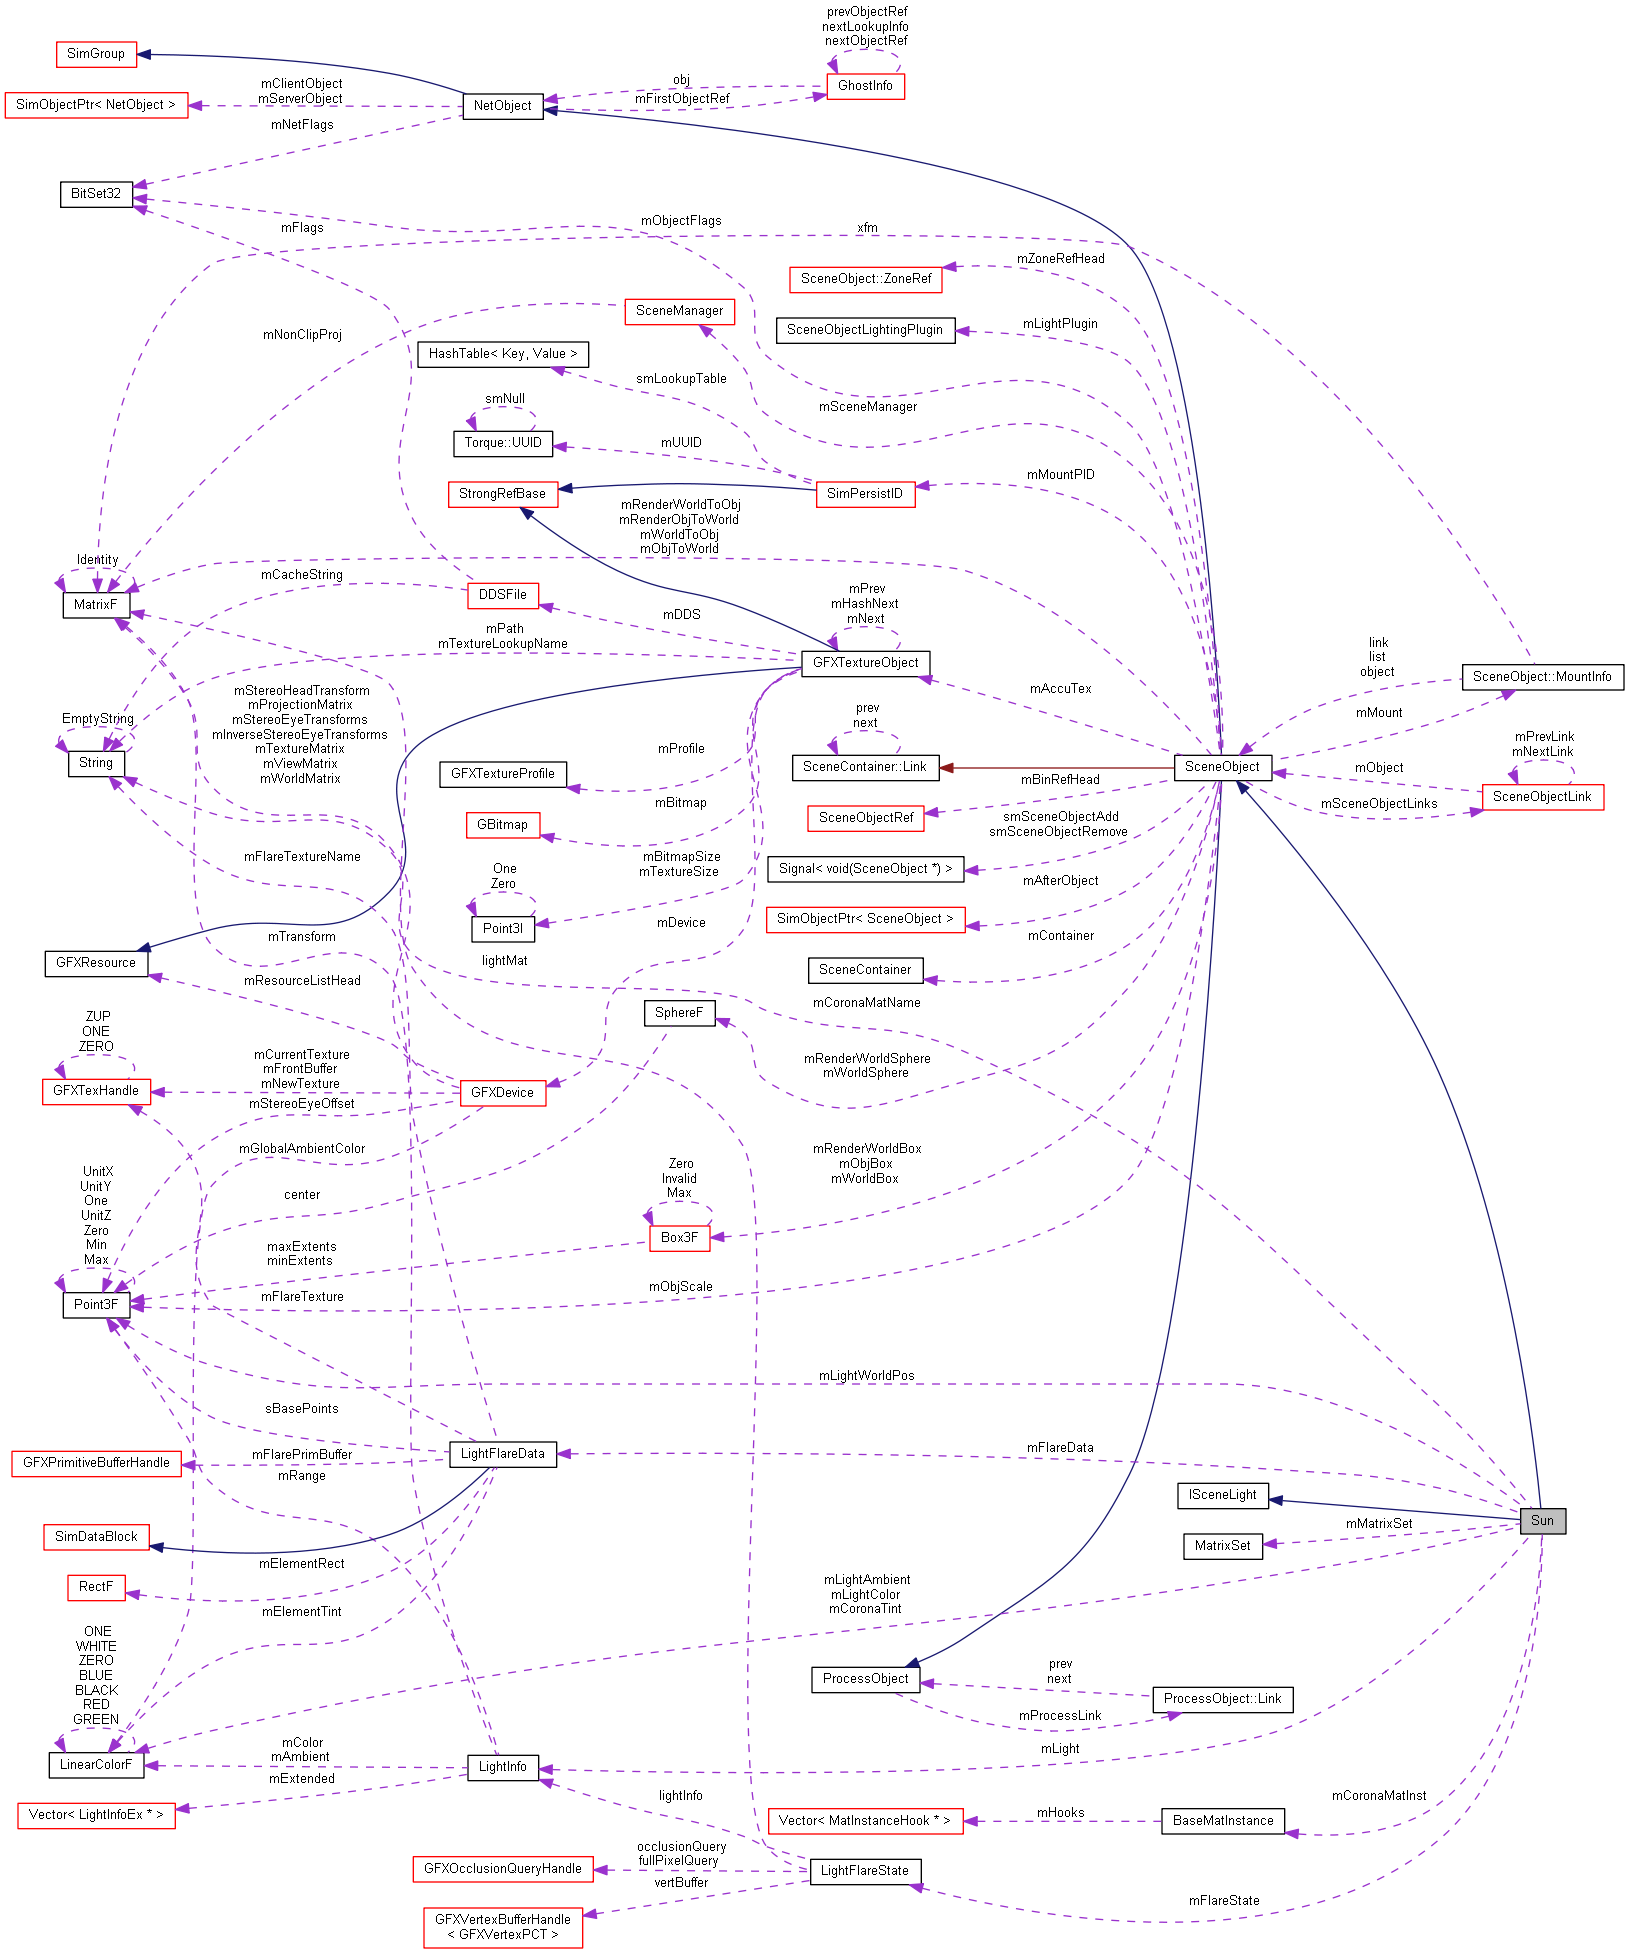 prevObjectRef
nextLookupInfo
nextObjectRef
SimGroup
obj
GhostInfo
mClientObject
mServerObject
SimObjectPtr< NetObject >
NetObject
mFirstObjectRef
mNetFlags
BitSet32
mFlags
mObjectFlags
xfm
mZoneRefHead
SceneObject::ZoneRef
SceneManager
mLightPlugin
SceneObjectLightingPlugin
mNonClipProj
HashTable< Key, Value >
smLookupTable
smNull
mSceneManager
Torque::UUID
mUUID
mMountPID
StrongRefBase
SimPersistID
mRenderWorldToObj
mRenderObjToWorld
mWorldToObj
mObjToWorld
Identity
mCacheString
MatrixF
DDSFile
mDDS
mPrev
mHashNext
mNext
mPath
mTextureLookupName
GFXTextureObject
link
list
object
SceneObject::MountInfo
mAccuTex
mStereoHeadTransform
mProjectionMatrix
mStereoEyeTransforms
mInverseStereoEyeTransforms
mTextureMatrix
mViewMatrix
mWorldMatrix
EmptyString
String
mMount
prev
next
mProfile
GFXTextureProfile
SceneContainer::Link
SceneObject
mPrevLink
mNextLink
mObject
mBinRefHead
SceneObjectLink
mBitmap
GBitmap
SceneObjectRef
smSceneObjectAdd
smSceneObjectRemove
mSceneObjectLinks
mFlareTextureName
mBitmapSize
mTextureSize
Signal< void(SceneObject *) >
One
Zero
mAfterObject
Point3I
mDevice
SimObjectPtr< SceneObject >
mTransform
mContainer
GFXResource
lightMat
SceneContainer
mResourceListHead
SphereF
mCoronaMatName
ZUP
ONE
ZERO
mCurrentTexture
mFrontBuffer
mNewTexture
mRenderWorldSphere
mWorldSphere
GFXTexHandle
GFXDevice
mStereoEyeOffset
mGlobalAmbientColor
mRenderWorldBox
mObjBox
mWorldBox
Zero
Invalid
Max
UnitX
UnitY
One
UnitZ
Zero
Min
Max
center
Box3F
maxExtents
minExtents
mObjScale
mFlareTexture
Point3F
mLightWorldPos
sBasePoints
mFlareData
LightFlareData
mFlarePrimBuffer
GFXPrimitiveBufferHandle
mRange
ISceneLight
Sun
mMatrixSet
SimDataBlock
MatrixSet
mElementRect
RectF
mLightAmbient
mLightColor
mCoronaTint
mElementTint
ONE
WHITE
ZERO
BLUE
BLACK
RED
GREEN
prev
next
ProcessObject
ProcessObject::Link
mProcessLink
mColor
mAmbient
mLight
LinearColorF
LightInfo
mExtended
lightInfo
mCoronaMatInst
Vector< LightInfoEx * >
Vector< MatInstanceHook * >
mHooks
BaseMatInstance
occlusionQuery
fullPixelQuery
GFXOcclusionQueryHandle
LightFlareState
vertBuffer
mFlareState
GFXVertexBufferHandle
< GFXVertexPCT >